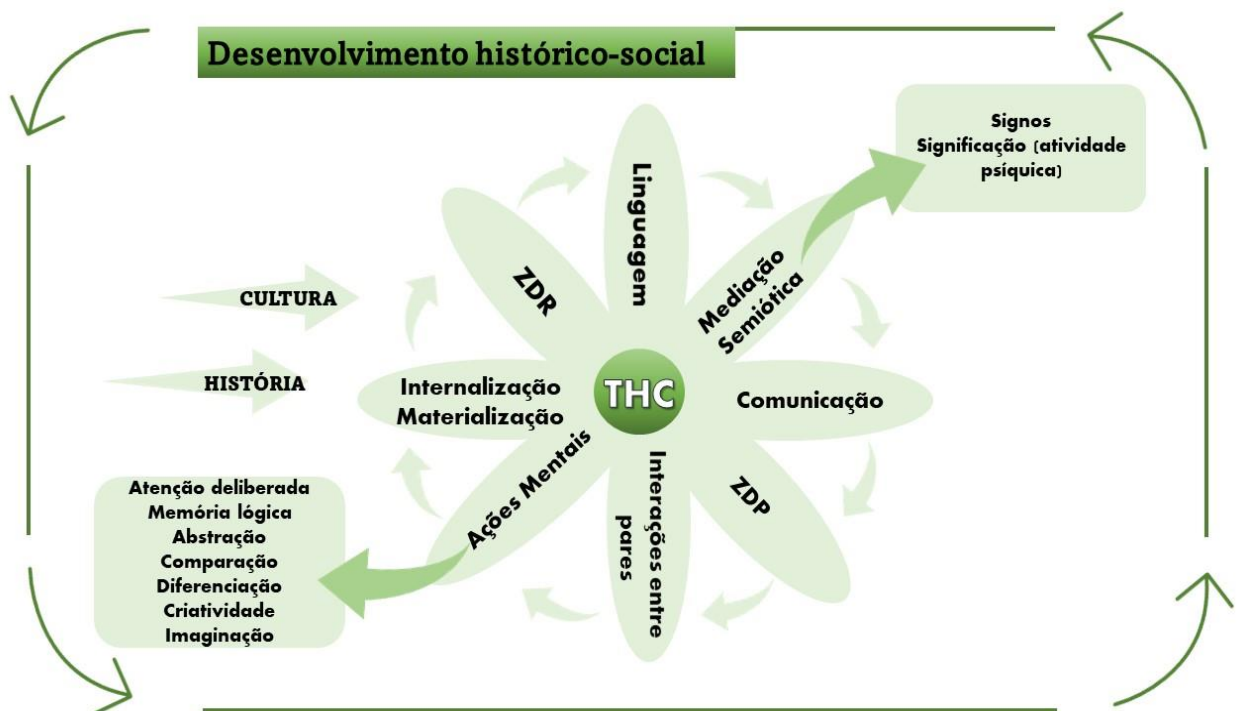 Desenvolvimento histórico-social
Signos
Significação (atividade
psíquica)
Linguagem
Mediação
Semiótica
ZDR
CULTURA
HISTÓRIA
Internalização
Materialização
THC
Comunicação
Ações Mentais
Interações entre
pares
ZDP
Atenção deliberada
Memória lógica
Abstração
Comparação
Diferenciação
Criatividade
Imaginação